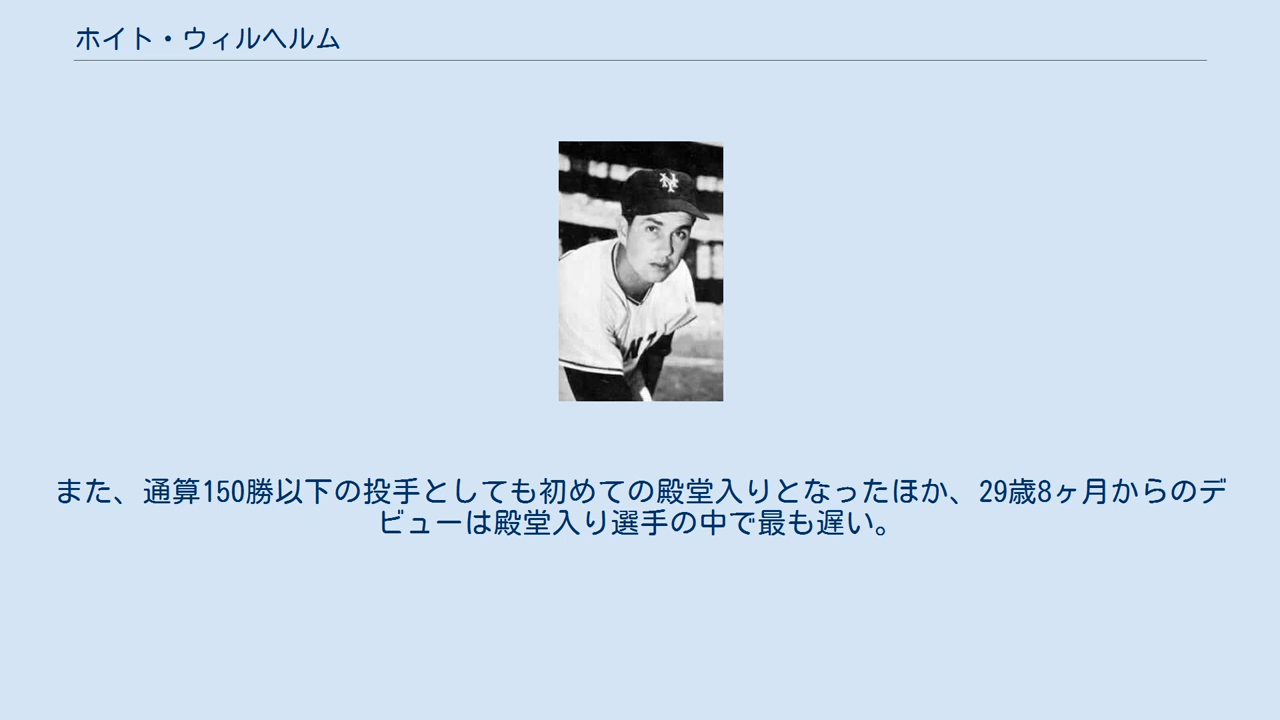 ホイト・ウィルヘルム
NY
また、通算150勝以下の投手としても初めての殿堂入りとなったほか、29歳8ヶ月からのデ
ビューは殿堂入り選手の中で最も遅い。